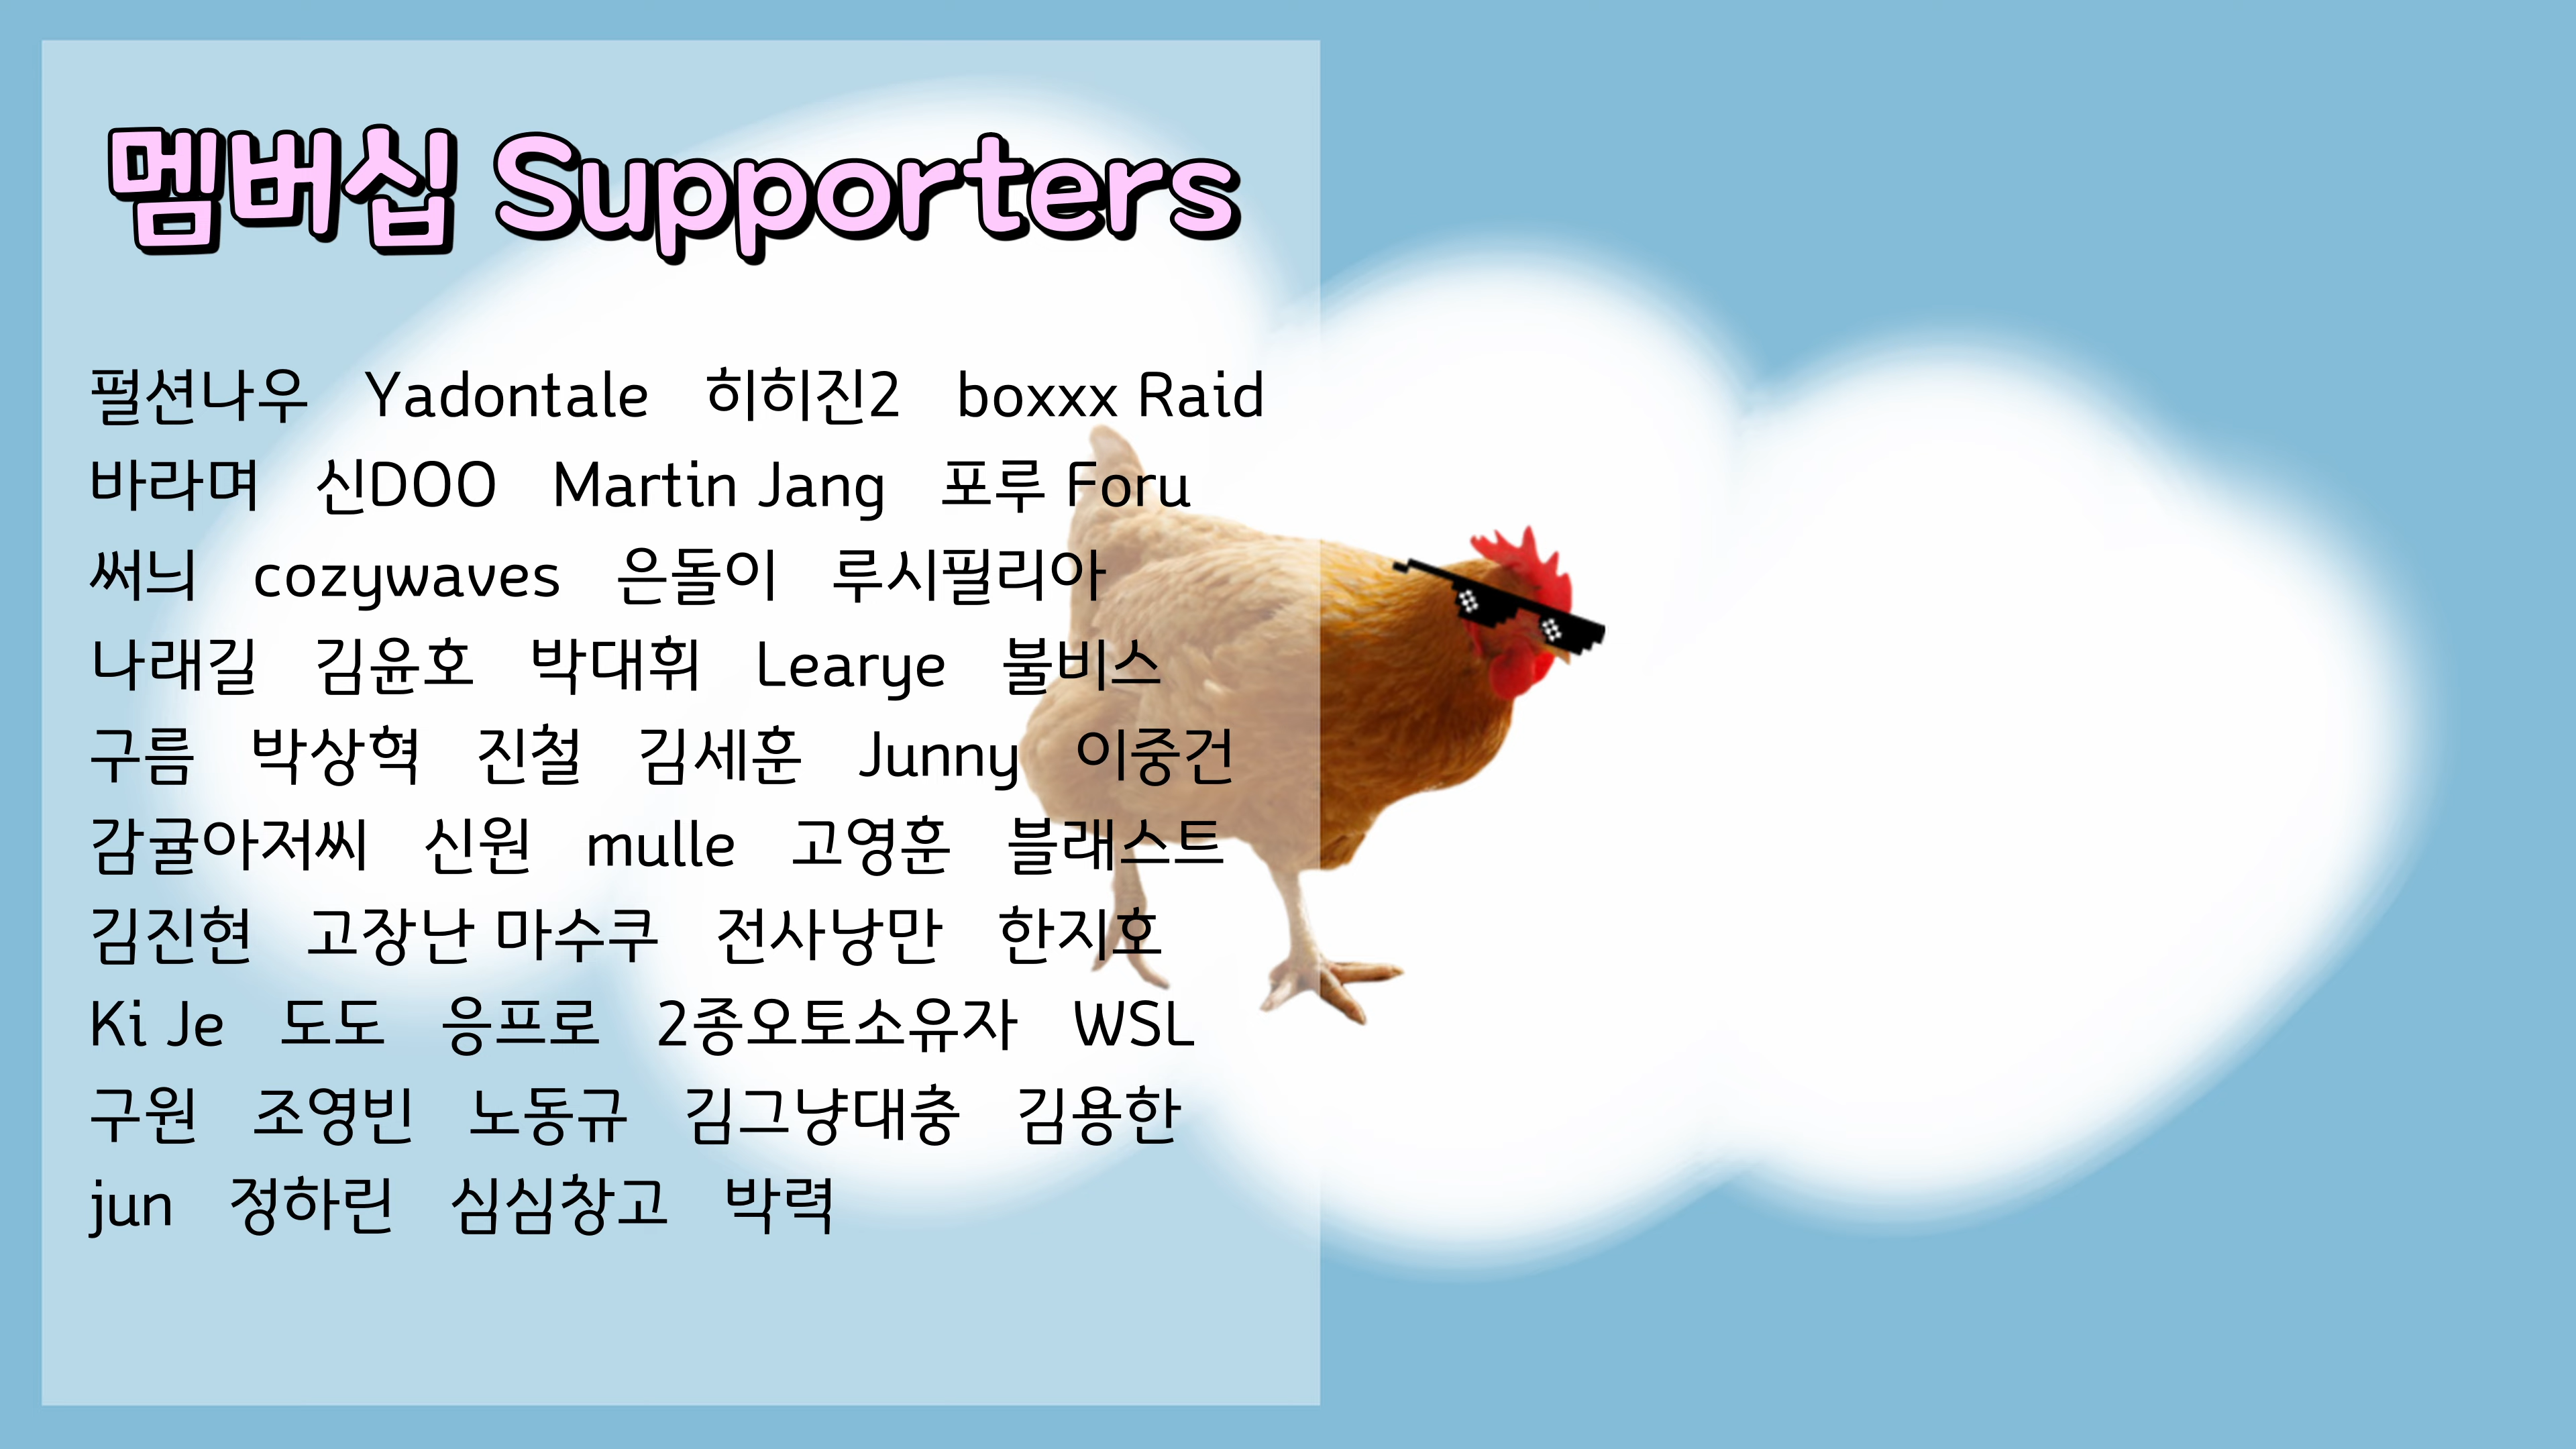 멤버십 Supporters
펄션나우 Yadontale 히히진2 boxxx Raid
바라며 신DOO Martin Jang 포루 Foru
써늬 cozywaves 은돌이 루시필리아
나래길 김윤호 박대휘 Learye 불비스
구름 박상혁 진철 김세훈 Junny 이중건
감귤아저씨 신원 mulle 고영훈 블래스트
김진현 고장난 마수쿠 전사낭만 한지호
Ki Je 도도 응프로 2종오토소유자 WSL
구원 조영빈 노동규 김그냥대충 김용한
jun 정하린 심심창고 박력